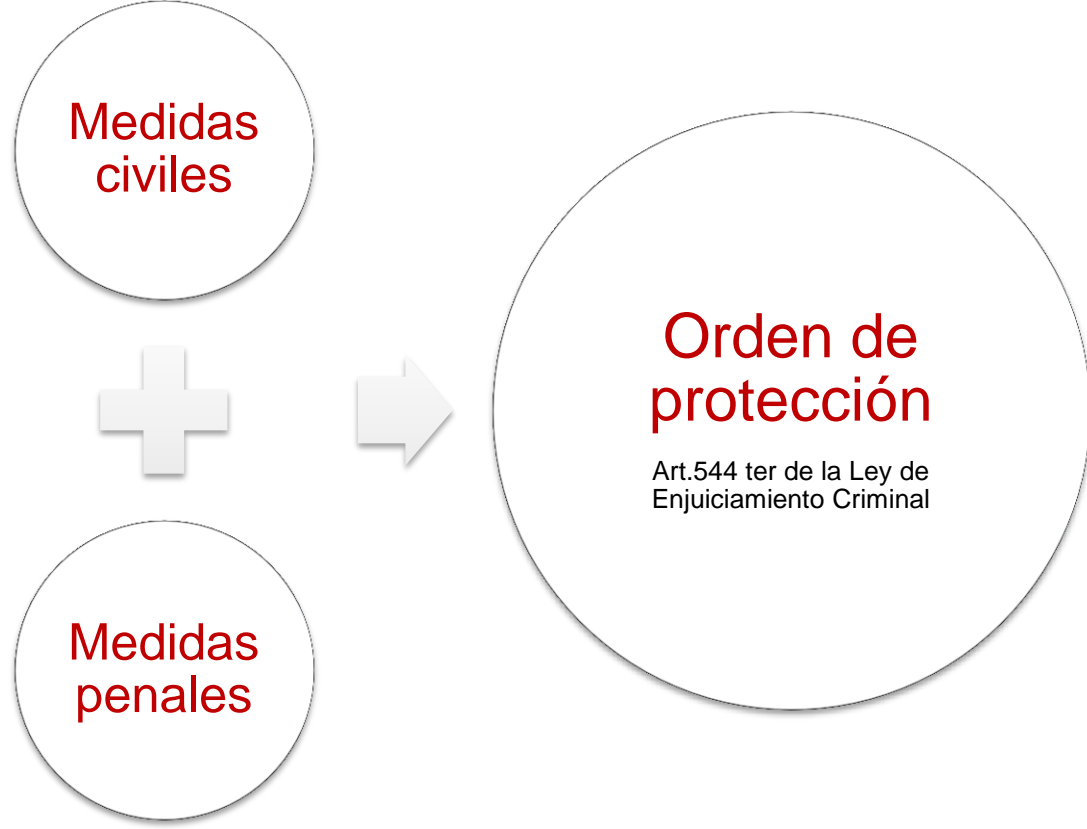 Medidas
civiles
Medidas
penales
Orden de
protección
Art.544 ter de la Ley de
Enjuiciamiento Criminal